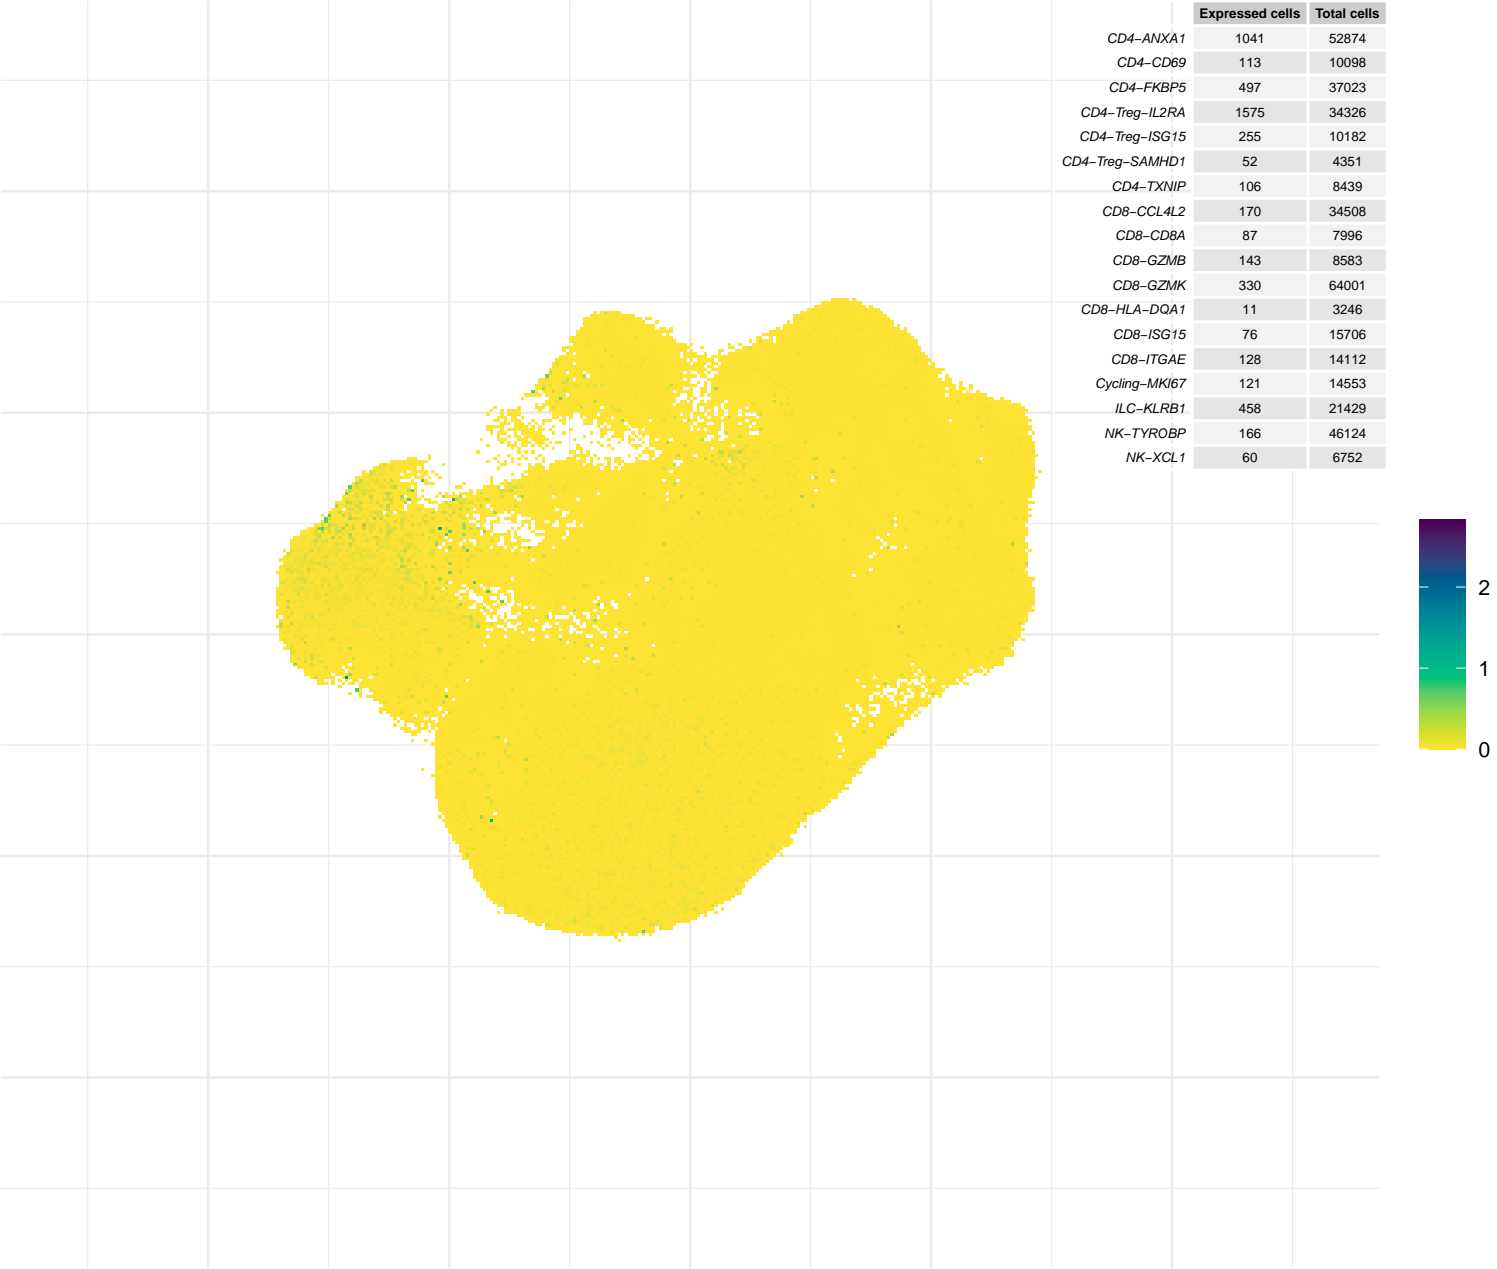 Expressed cells Total cells
CD4−ANXA1 1041 52874
CD4−CD69 113 10098
CD4−FKBP5 497 37023
CD4−Treg−IL2RA 1575 34326
CD4−Treg−ISG15 255 10182
CD4−Treg−SAMHD1 52 4351
CD4−TXNIP 106 8439
CD8−CCL4L2 170 34508
CD8−CD8A 87 7996
CD8−GZMB 143 8583
CD8−GZMK 330 64001
CD8−HLA−DQA1 11 3246
CD8−ISG15 76 15706
CD8−ITGAE 128 14112
Cycling−MKI67 121 14553
ILC−KLRB1 458 21429
NK−TYROBP 166 46124
NK−XCL1 60 6752
2
1
0